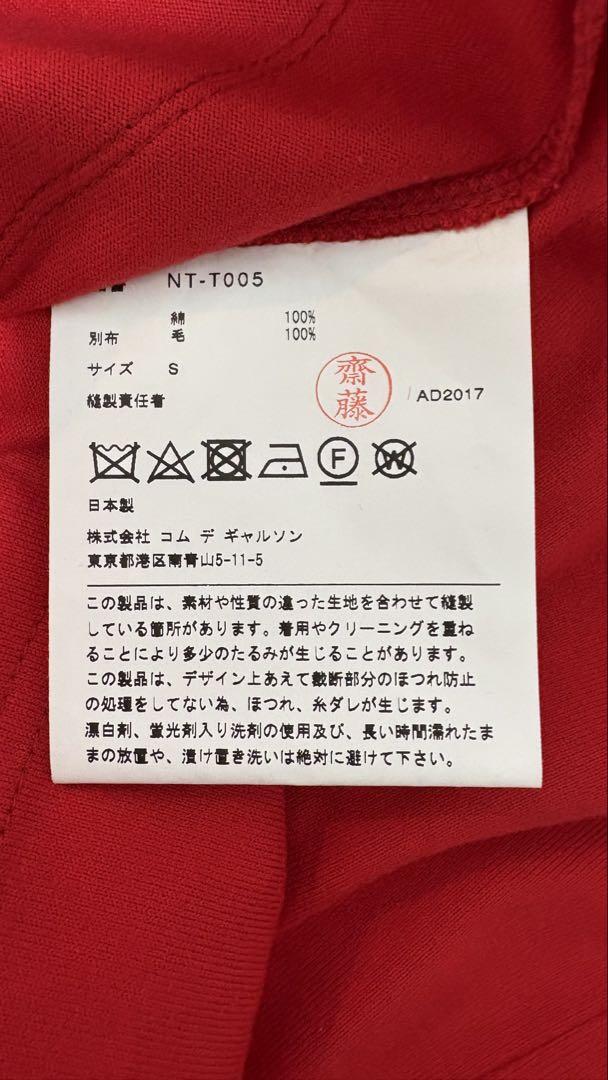 品番 NT-T005
綿 100%
別布 毛 100%
サイズ S
縫製責任者 齋藤 AD2017
F W
日本製
株式会社 コム デ ギャルソン
東京都港区南青山5-11-5
この製品は、素材や性質の違った生地を合わせて縫製
している箇所があります。着用やクリーニングを重ね
ることにより多少のたるみが生じることがあります。
この製品は、デザイン上あえて裁断部分のほつれ防止
の処理をしてない為、ほつれ、糸ダレが生じます。
漂白剤、蛍光剤入り洗剤の使用及び、長い時間濡れたま
まの放置や、漬け置き洗いは絶対に避けて下さい。